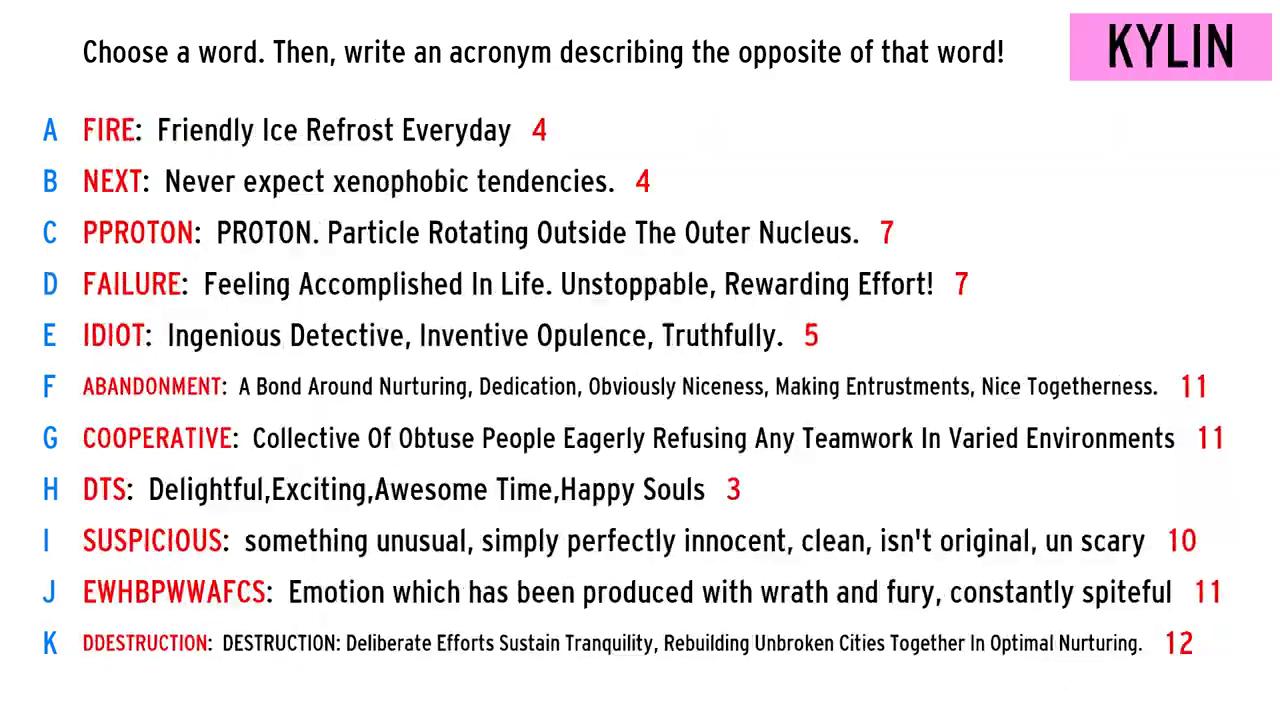 Choose a word. Then, write an acronym describing the opposite of that word!
KYLIN
A FIRE: Friendly Ice Refrost Everyday 4
B NEXT: Never expect xenophobic tendencies. 4
C PPROTON: PROTON. Particle Rotating Outside The Outer Nucleus. 7
D FAILURE: Feeling Accomplished In Life. Unstoppable, Rewarding Effort! 7
E IDIOT: Ingenious Detective, Inventive Opulence, Truthfully. 5
F ABANDONMENT: A Bond Around Nurturing, Dedication, Obviously Niceness, Making Entrustments, Nice Togetherness. 11
G COOPERATIVE: Collective Of Obtuse People Eagerly Refusing Any Teamwork In Varied Environments 11
H DTS: Delightful,Exciting,Awesome Time,Happy Souls 3
I SUSPICIOUS: something unusual, simply perfectly innocent, clean, isn't original, un scary 10
J EWHBPWWAFCS: Emotion which has been produced with wrath and fury, constantly spiteful 11
K DDESTRUCTION: DESTRUCTION: Deliberate Efforts Sustain Tranquility, Rebuilding Unbroken Cities Together In Optimal Nurturing. 12